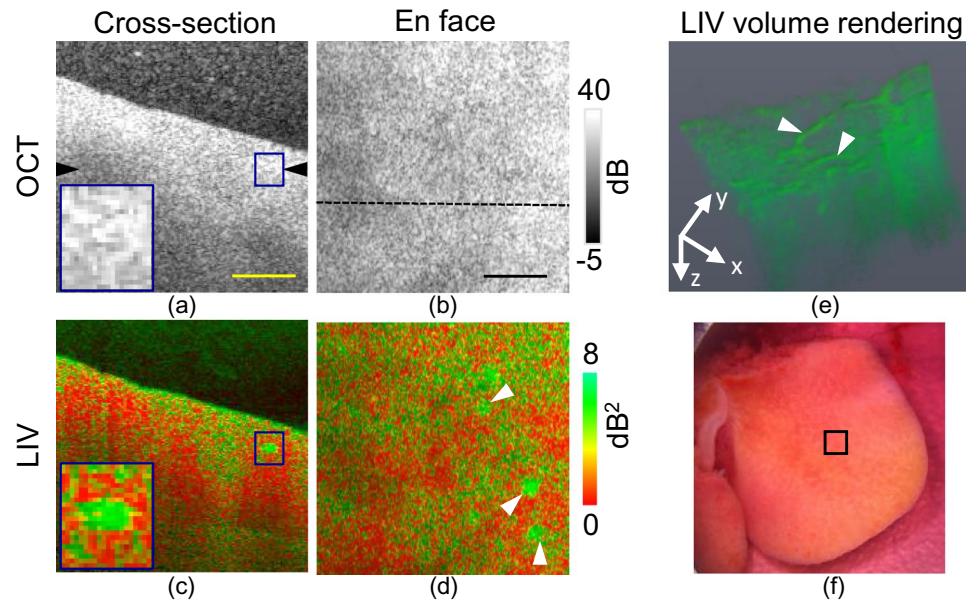 Cross-section
En face
LIV volume rendering
OCT
40
dB
-5
y
x
z
(a)
(b)
(e)
LIV
8
dB²
0
(c)
(d)
(f)